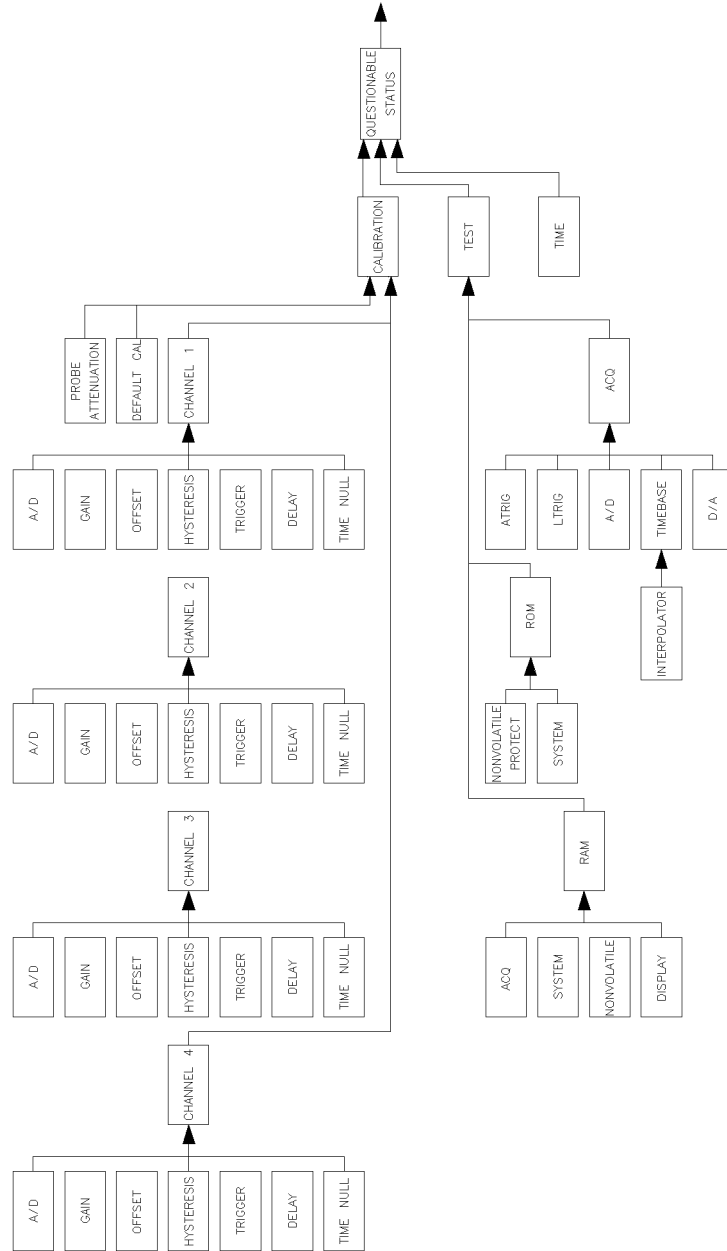 A/D
GAIN
OFFSET
HYSTERESIS
TRIGGER
DELAY
TIME NULL
CHANNEL 4
A/D
GAIN
OFFSET
HYSTERESIS
TRIGGER
DELAY
TIME NULL
CHANNEL 3
A/D
GAIN
OFFSET
HYSTERESIS
TRIGGER
DELAY
TIME NULL
CHANNEL 2
A/D
GAIN
OFFSET
HYSTERESIS
TRIGGER
DELAY
TIME NULL
CHANNEL 1
PROBE
ATTENUATION
DEFAULT CAL
CALIBRATION
QUESTIONABLE
STATUS
ACQ
SYSTEM
NONVOLATILE
DISPLAY
RAM
NONVOLATILE
PROTECT
SYSTEM
ROM
INTERPOLATOR
ATRIG
LTRIG
A/D
TIMEBASE
D/A
ACQ
TEST
TIME